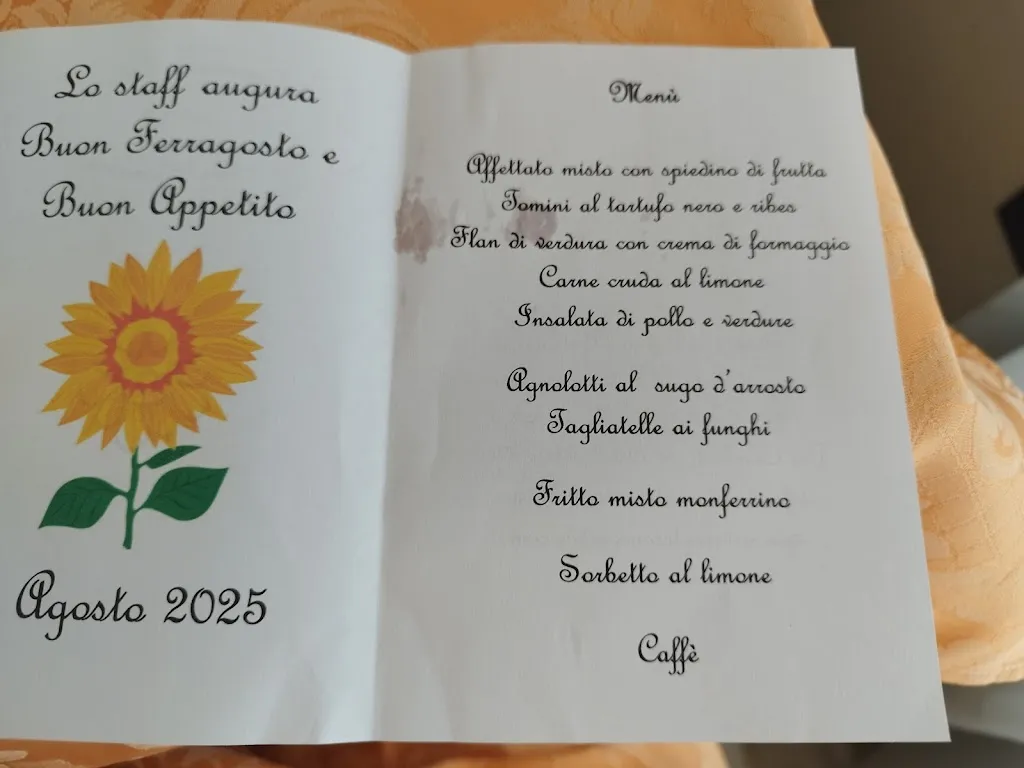 Lo staff augura
Buon Ferragosto e
Buon Appetito
Agosto 2025
Menù
Affettato misto con spiedino di frutta
Tomini al tartufo nero e ribes
Flan di verdura con crema di formaggio
Carne cruda al limone
Insalata di pollo e verdure
Agnolotti al sugo d'arrosto
Tagliatelle ai funghi
Fritto misto monferrino
Sorbetto al limone
Caffè